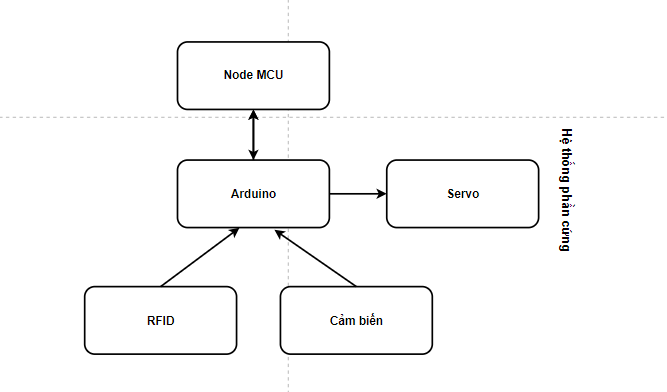 Node MCU
Hệ thống phần cứng
Arduino
Servo
RFID
Cảm biến